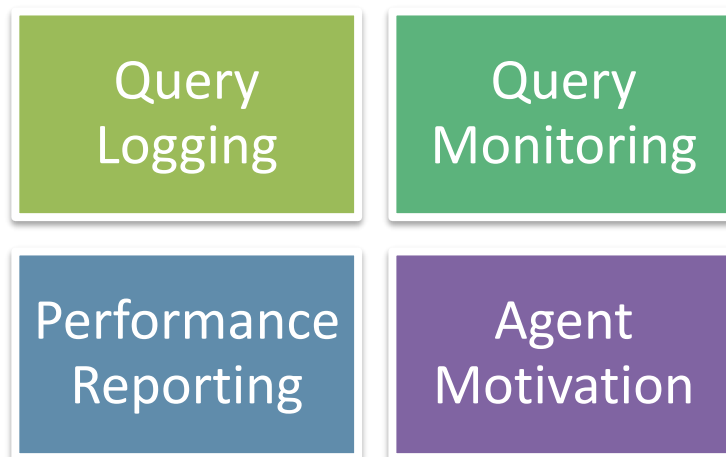 Query
Logging
Query
Monitoring
Performance
Reporting
Agent
Motivation